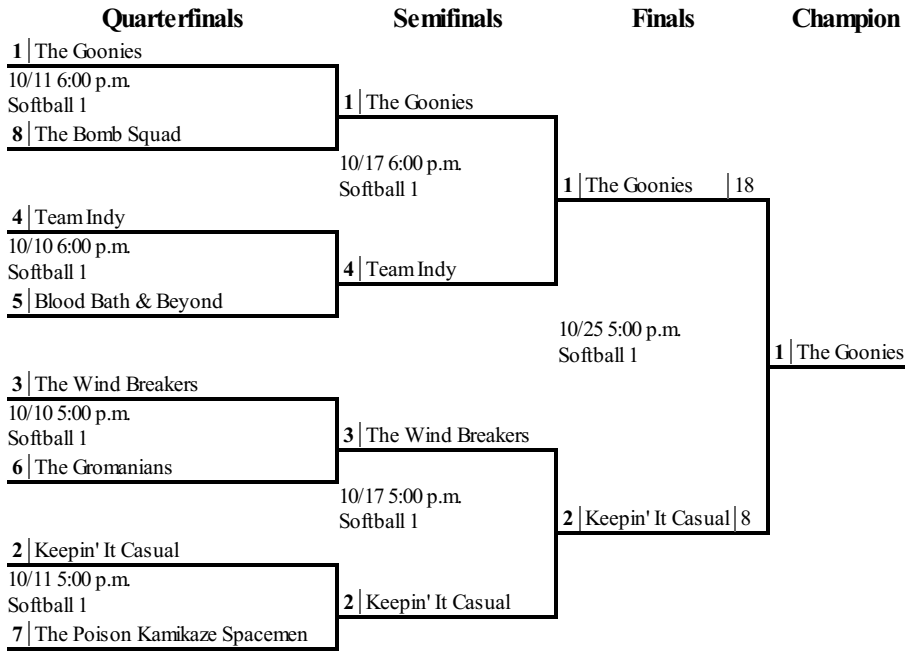 Quarterfinals Semifinals Finals Champion
1 The Goonies
10/11 6:00 p.m.
Softball 1
8 The Bomb Squad
1 The Goonies
10/17 6:00 p.m.
Softball 1
4 Team Indy
10/10 6:00 p.m.
Softball 1
5 Blood Bath & Beyond
4 Team Indy
1 The Goonies 18
10/25 5:00 p.m.
Softball 1
1 The Goonies
3 The Wind Breakers
10/10 5:00 p.m.
Softball 1
6 The Gromanians
3 The Wind Breakers
10/17 5:00 p.m.
Softball 1
2 Keepin' It Casual 8
2 Keepin' It Casual
10/11 5:00 p.m.
Softball 1
7 The Poison Kamikaze Spacemen
2 Keepin' It Casual